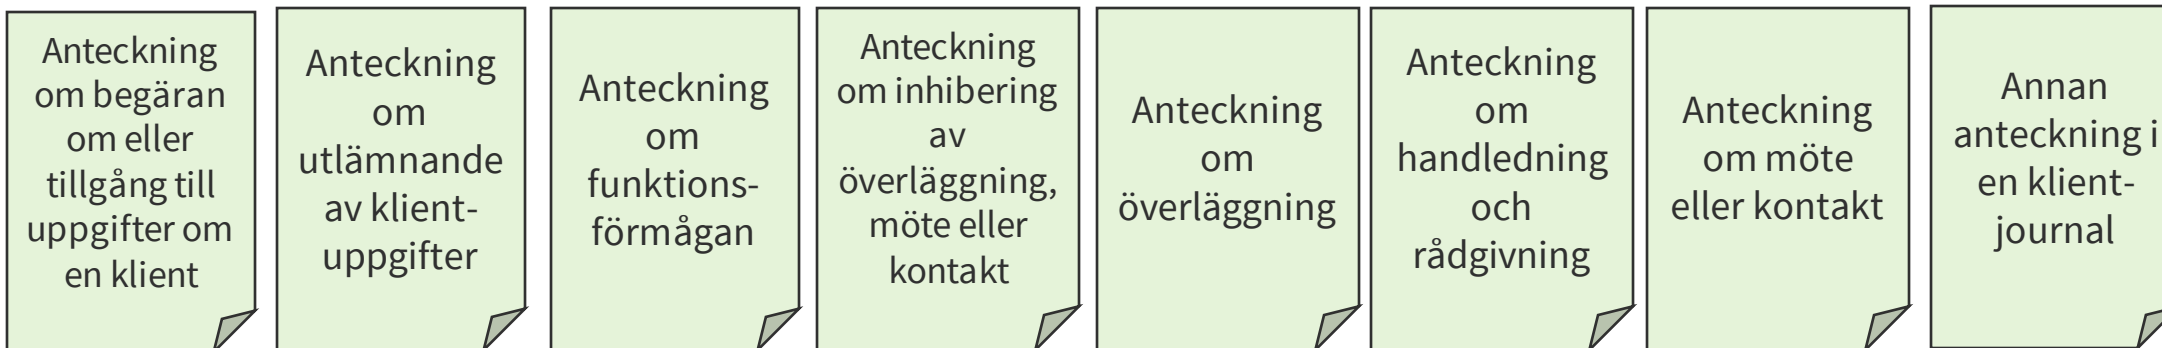 Anteckning
om begäran
om eller
tillgång till
uppgifter om
en klient
Anteckning
om
utlämnande
av klient-
uppgifter
Anteckning
om
funktions-
förmågan
Anteckning
om inhibering
av
överläggning,
möte eller
kontakt
Anteckning
om
överläggning
Anteckning
om
handledning
och
rådgivning
Anteckning
om möte
eller kontakt
Annan
anteckning i
en klient-
journal